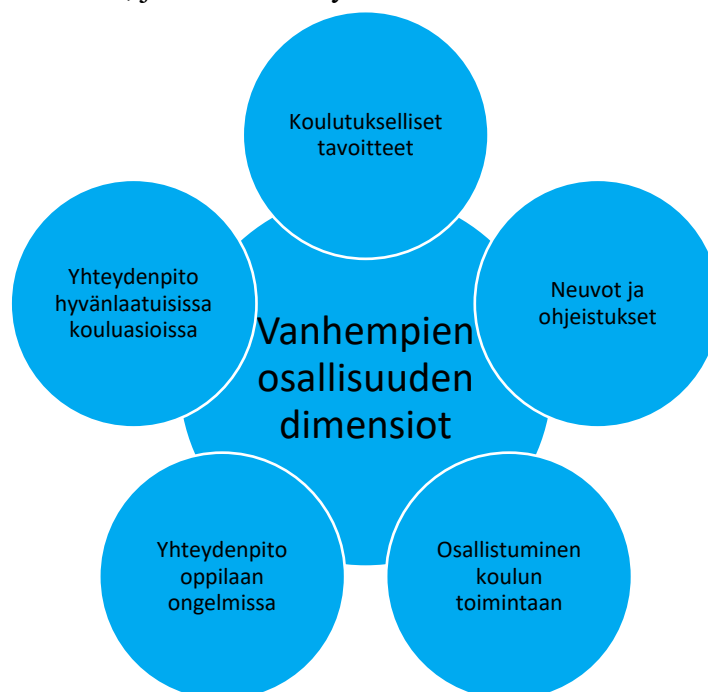 Koulutukselliset
tavoitteet
Neuvot ja
ohjeistukset
Osallistuminen
koulun
toimintaan
Yhteydenpito
oppilaan
ongelmissa
Yhteydenpito
hyvänlaatuisissa
kouluasioissa
Vanhempien
osallisuuden
dimensiot